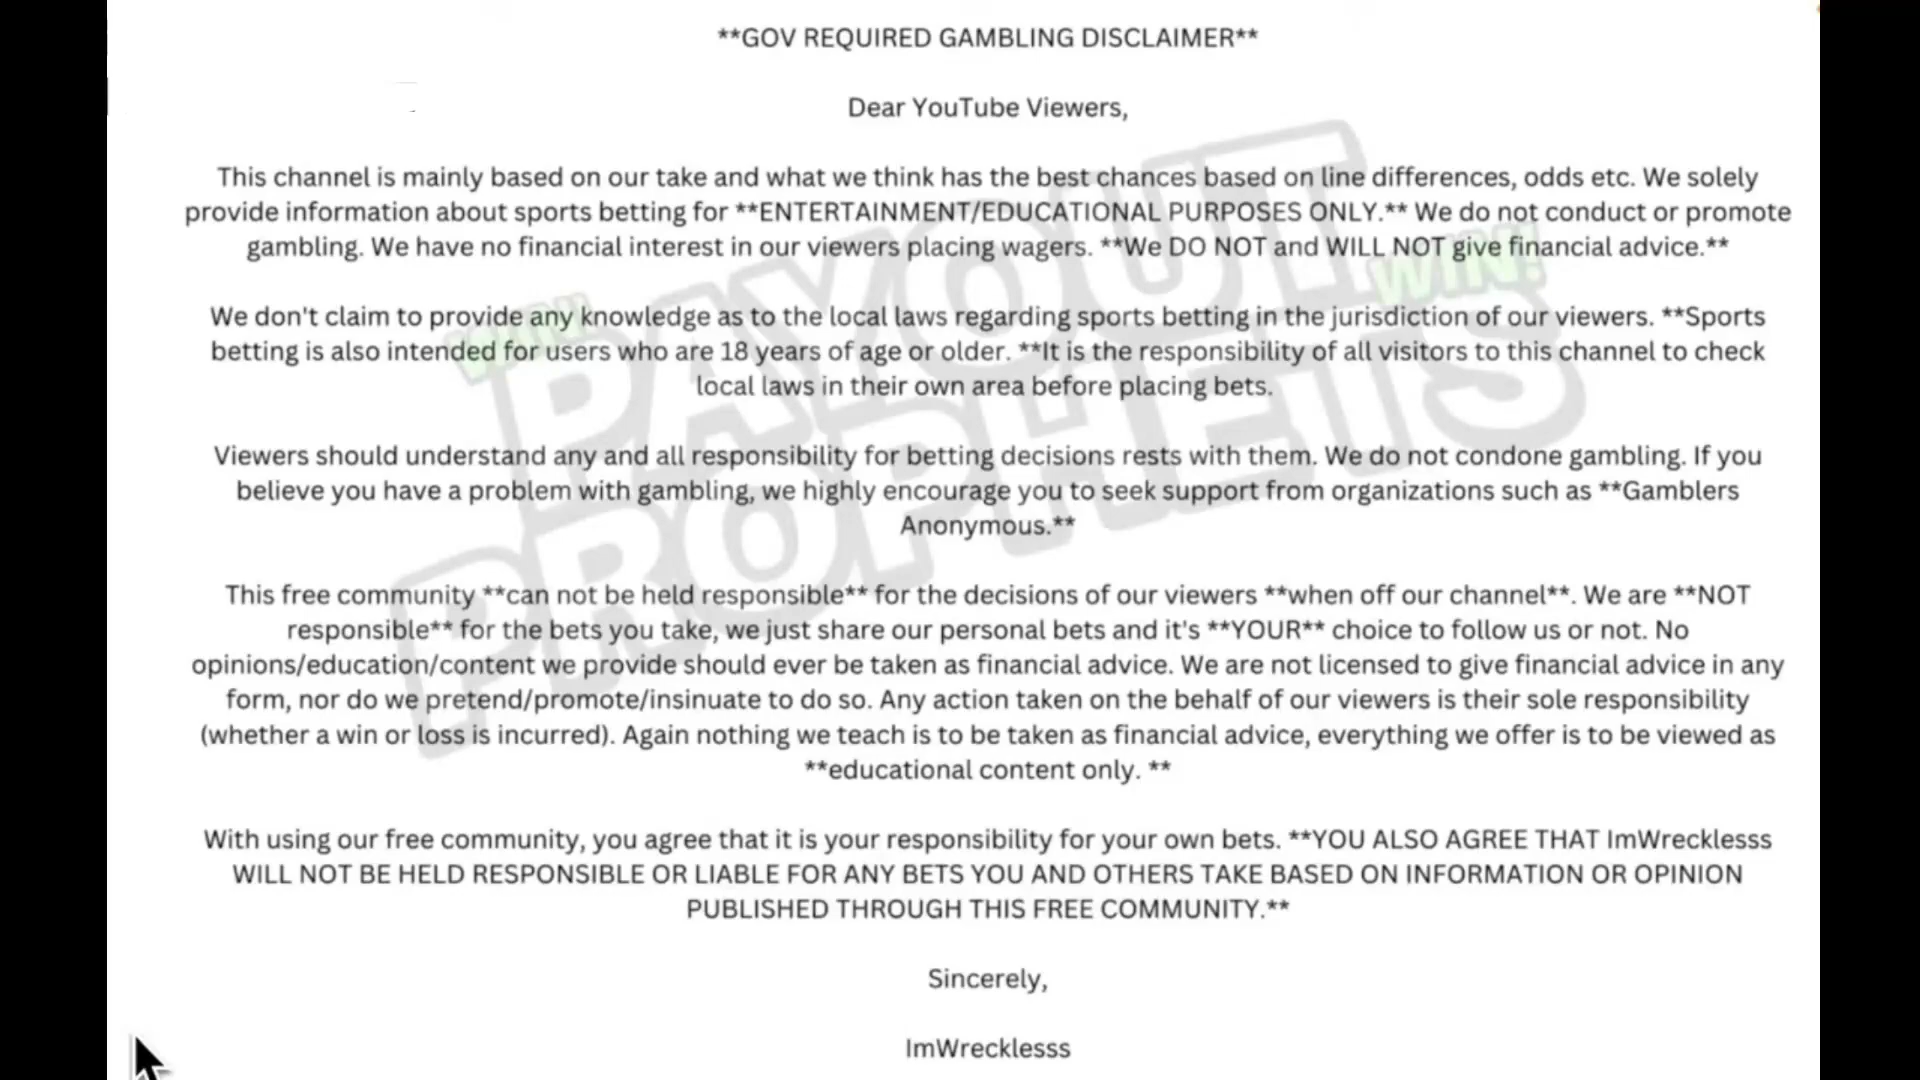 **GOV REQUIRED GAMBLING DISCLAIMER**
Dear YouTube Viewers,
This channel is mainly based on our take and what we think has the best chances based on line differences, odds etc. We solely
provide information about sports betting for **ENTERTAINMENT/EDUCATIONAL PURPOSES ONLY.** We do not conduct or promote
gambling. We have no financial interest in our viewers placing wagers. **We DO NOT and WILL NOT give financial advice.**
We don't claim to provide any knowledge as to the local laws regarding sports betting in the jurisdiction of our viewers. **Sports
betting is also intended for users who are 18 years of age or older. **It is the responsibility of all visitors to this channel to check
local laws in their own area before placing bets.
Viewers should understand any and all responsibility for betting decisions rests with them. We do not condone gambling. If you
believe you have a problem with gambling, we highly encourage you to seek support from organizations such as **Gamblers
Anonymous.**
This free community **can not be held responsible** for the decisions of our viewers **when off our channel**. We are **NOT
responsible** for the bets you take, we just share our personal bets and it's **YOUR** choice to follow us or not. No
opinions/education/content we provide should ever be taken as financial advice. We are not licensed to give financial advice in any
form, nor do we pretend/promote/insinuate to do so. Any action taken on the behalf of our viewers is their sole responsibility
(whether a win or loss is incurred). Again nothing we teach is to be taken as financial advice, everything we offer is to be viewed as
**educational content only. **
With using our free community, you agree that it is your responsibility for your own bets. **YOU ALSO AGREE THAT ImWrecklesss
WILL NOT BE HELD RESPONSIBLE OR LIABLE FOR ANY BETS YOU AND OTHERS TAKE BASED ON INFORMATION OR OPINION
PUBLISHED THROUGH THIS FREE COMMUNITY.**
Sincerely,
ImWrecklesss
PAYOUT
WIN!
PROPHETS